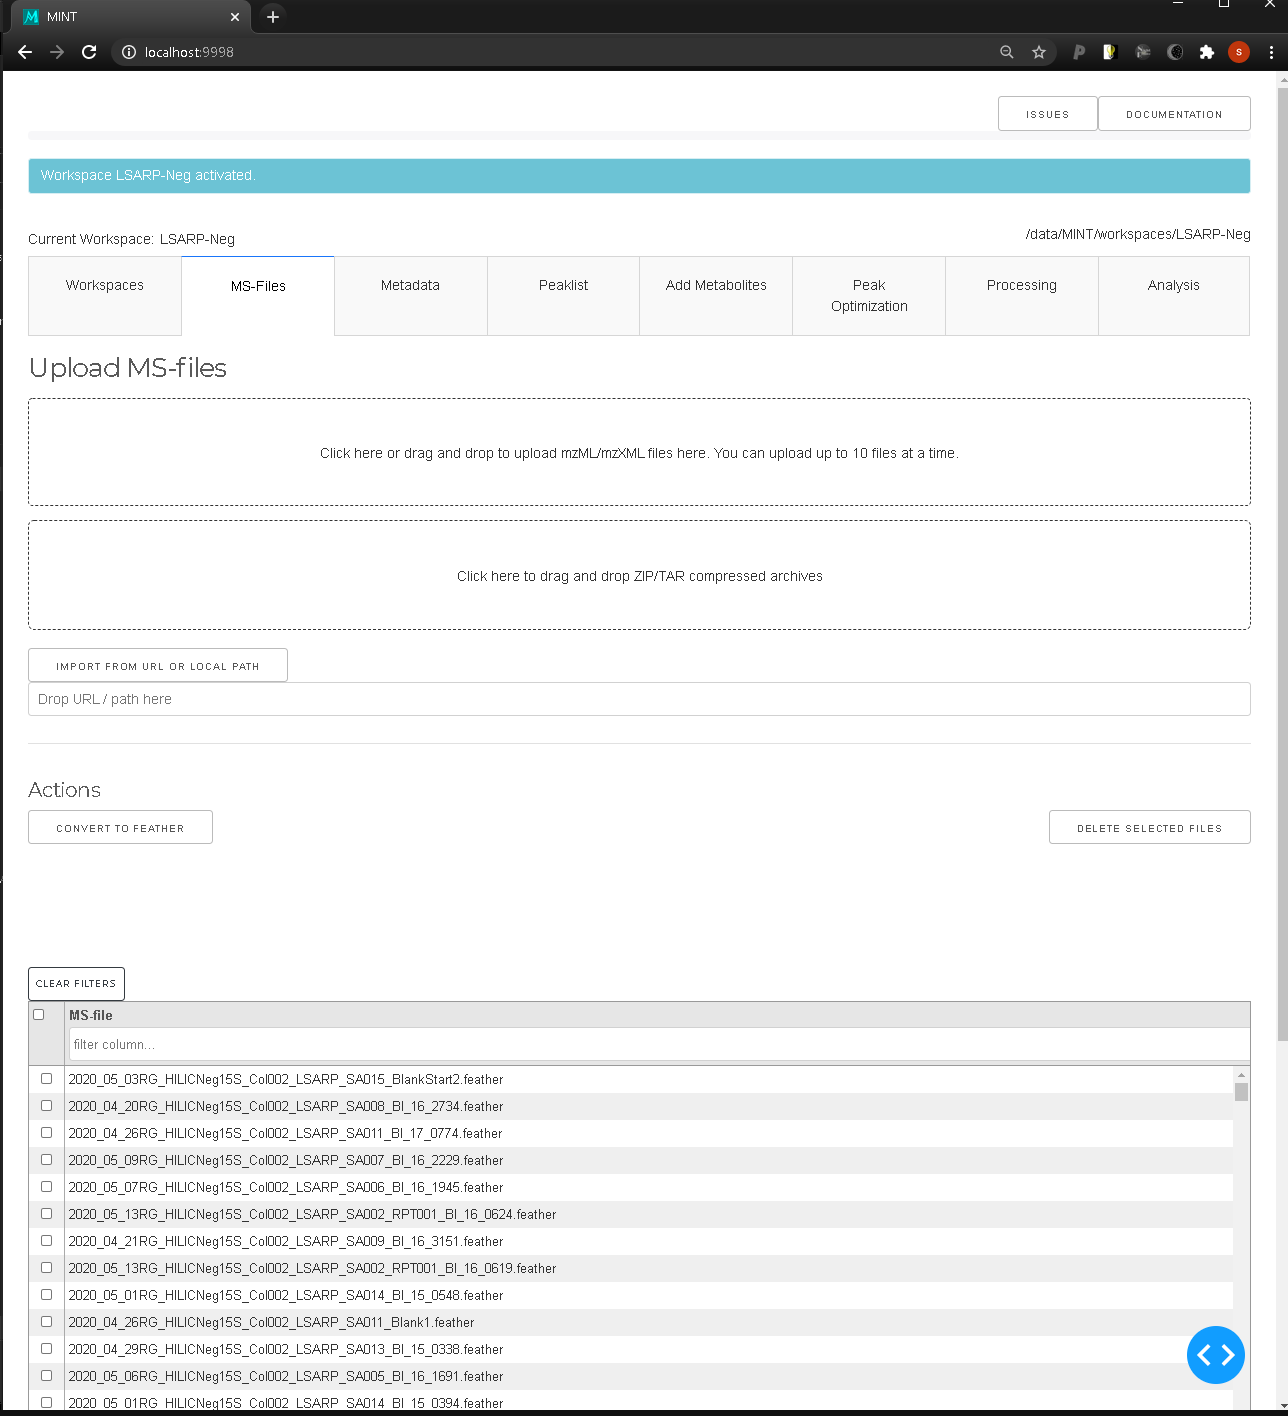 MINT
localhost:9998
S
ISSUES
DOCUMENTATION
Workspace LSARP-Neg activated.
Current Workspace: LSARP-Neg
/data/MINT/workspaces/LSARP-Neg
Workspaces
MS-Files
Metadata
Peaklist
Add Metabolites
Peak
Optimization
Processing
Analysis
Upload MS-files
Click here or drag and drop to upload mzML/mzXML files here. You can upload up to 10 files at a time.
Click here to drag and drop ZIP/TAR compressed archives
IMPORT FROM URL OR LOCAL PATH
Drop URL / path here
Actions
CONVERT TO FEATHER
DELETE SELECTED FILES
CLEAR FILTERS
MS-file
filter column...
2020_05_03RG_HILICNeg15S_Col002_LSARP_SA015_BlankStart2.feather
2020_04_20RG_HILICNeg15S_Col002_LSARP_SA008_BI_16_2734.feather
2020_04_26RG_HILICNeg15S_Col002_LSARP_SA011_BI_17_0774.feather
2020_05_09RG_HILICNeg15S_Col002_LSARP_SA007_BI_16_2229.feather
2020_05_07RG_HILICNeg15S_Col002_LSARP_SA006_BI_16_1945.feather
2020_05_13RG_HILICNeg15S_Col002_LSARP_SA002_RPT001_BI_16_0624.feather
2020_04_21RG_HILICNeg15S_Col002_LSARP_SA009_BI_16_3151.feather
2020_05_13RG_HILICNeg15S_Col002_LSARP_SA002_RPT001_BI_16_0619.feather
2020_05_01RG_HILICNeg15S_Col002_LSARP_SA014_BI_15_0548.feather
2020_04_26RG_HILICNeg15S_Col002_LSARP_SA011_Blank1.feather
2020_04_29RG_HILICNeg15S_Col002_LSARP_SA013_BI_15_0338.feather
2020_05_06RG_HILICNeg15S_Col002_LSARP_SA005_BI_16_1691.feather
2020_05_01RG_HILICNeg15S_Col002_LSARP_SA014_BI_15_0394.feather